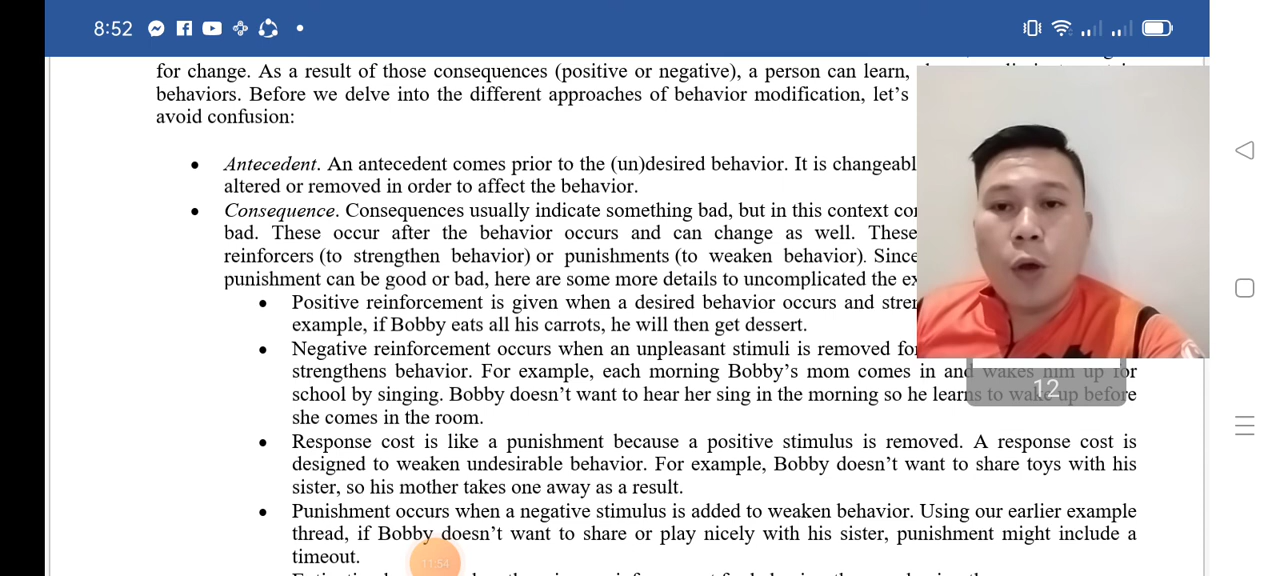 8:52
for change. As a result of those consequences (positive or negative), a person can learn,
behaviors. Before we delve into the different approaches of behavior modification, let's
avoid confusion:
• Antecedent. An antecedent comes prior to the (un)desired behavior. It is changeabl
altered or removed in order to affect the behavior.
• Consequence. Consequences usually indicate something bad, but in this context co
bad. These occur after the behavior occurs and can change as well. These
reinforcers (to strengthen behavior) or punishments (to weaken behavior). Since
punishment can be good or bad, here are some more details to uncomplicated the e
• Positive reinforcement is given when a desired behavior occurs and stre
example, if Bobby eats all his carrots, he will then get dessert.
• Negative reinforcement occurs when an unpleasant stimuli is removed fo
strengthens behavior. For example, each morning Bobby's mom comes in and wakes him up for
school by singing. Bobby doesn't want to hear her sing in the morning so he learns to wake up before
12
she comes in the room.
• Response cost is like a punishment because a positive stimulus is removed. A response cost is
designed to weaken undesirable behavior. For example, Bobby doesn't want to share toys with his
sister, so his mother takes one away as a result.
• Punishment occurs when a negative stimulus is added to weaken behavior. Using our earlier example
thread, if Bobby doesn't want to share or play nicely with his sister, punishment might include a
timeout.
11:54